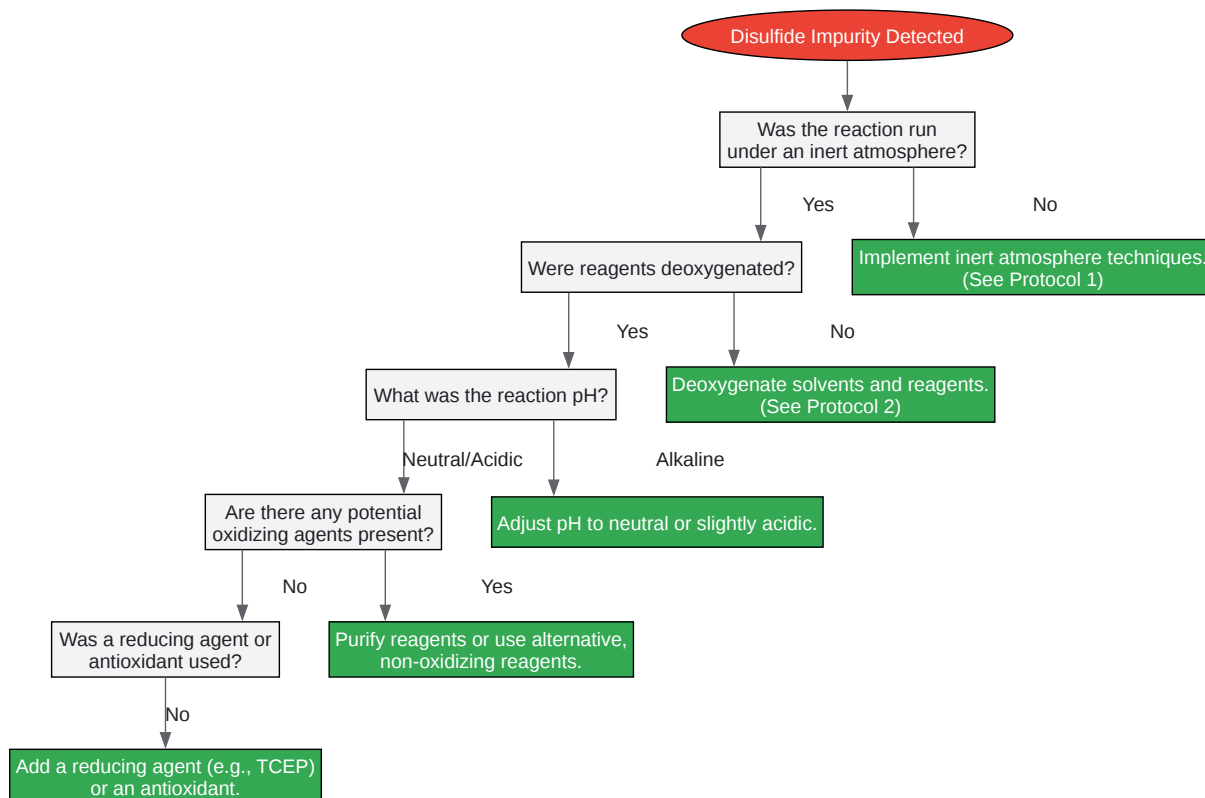 Disulfide Impurity Detected
Was the reaction run
under an inert atmosphere?
Yes
No
Implement inert atmosphere techniques.
(See Protocol 1)
Were reagents deoxygenated?
Yes
No
Deoxygenate solvents and reagents.
(See Protocol 2)
What was the reaction pH?
Neutral/Acidic
Alkaline
Adjust pH to neutral or slightly acidic.
Are there any potential
oxidizing agents present?
No
Yes
Purify reagents or use alternative,
non-oxidizing reagents.
Was a reducing agent or
antioxidant used?
No
Add a reducing agent (e.g., TCEP)
or an antioxidant.